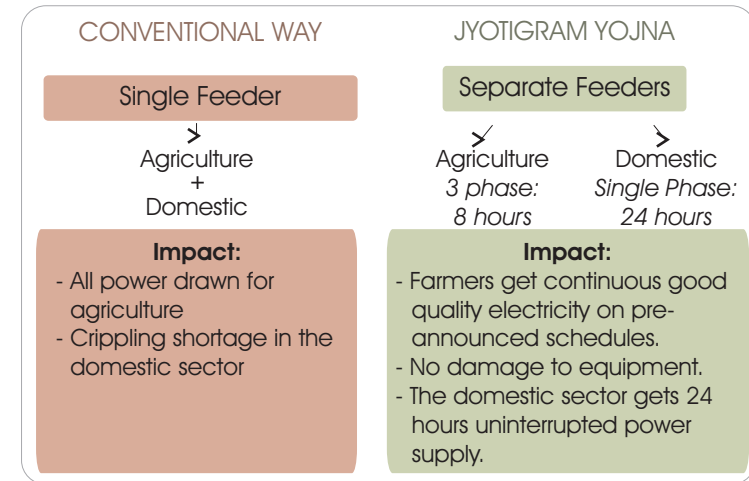 CONVENTIONAL WAY
Single Feeder
Agriculture
+
Domestic
Impact:
- All power drawn for
agriculture
- Crippling shortage in the
domestic sector
JYOTIGRAM YOJNA
Separate Feeders
Agriculture
3 phase:
8 hours
Domestic
Single Phase:
24 hours
Impact:
- Farmers get continuous good
quality electricity on pre-
announced schedules.
- No damage to equipment.
- The domestic sector gets 24
hours uninterrupted power
supply.